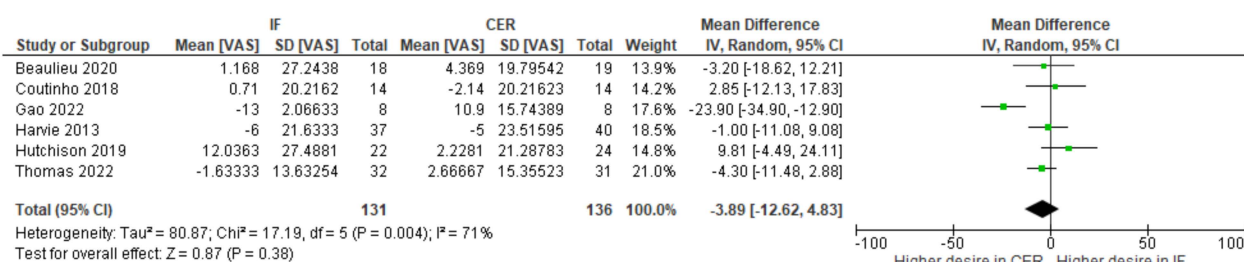 IF CER Mean Difference Mean Difference
Study or Subgroup Mean [VAS] SD [VAS] Total Mean [VAS] SD [VAS] Total Weight IV, Random, 95% CI IV, Random, 95% CI
Beaulieu 2020 1.168 27.2438 18 4.369 19.79542 19 13.9% -3.20 [-18.62, 12.21]
Coutinho 2018 0.71 20.2162 14 -2.14 20.21623 14 14.2% 2.85 [-12.13, 17.83]
Gao 2022 -13 2.06633 8 10.9 15.74389 8 17.6% -23.90 [-34.90, -12.90]
Harvie 2013 -6 21.6333 37 -5 23.51595 40 18.5% -1.00 [-11.08, 9.08]
Hutchison 2019 12.0363 27.4881 22 2.2281 21.28783 24 14.8% 9.81 [-4.49, 24.11]
Thomas 2022 -1.63333 13.63254 32 2.66667 15.35523 31 21.0% -4.30 [-11.48, 2.88]
Total (95% CI) 131 136 100.0% -3.89 [-12.62, 4.83]
Heterogeneity: Tau² = 80.87; Chi² = 17.19, df = 5 (P = 0.004); I² = 71%
Test for overall effect: Z = 0.87 (P = 0.38)
-100 -50 0 50 100
Higher desire in CER Higher desire in IF